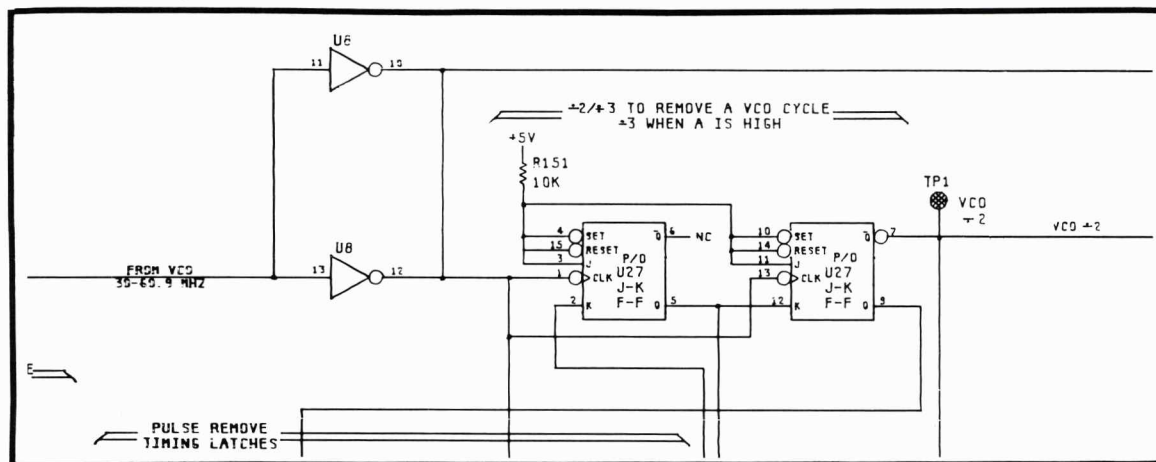 U8
11
10
÷2/÷3 TO REMOVE A VCO CYCLE
÷3 WHEN A IS HIGH
+5V
R151
10K
TP1
VCO
÷2
VCO ÷2
4
SET
Q
6
NC
15
RESET
3
J
P/O
1
CLK
U27
J-K
F-F
2
K
Q
5
10
SET
Q
7
14
RESET
11
J
P/O
13
CLK
U27
J-K
F-F
12
K
Q
9
U8
13
12
FROM VCO
30-60.9 MHZ
E
PULSE REMOVE
TIMING LATCHES